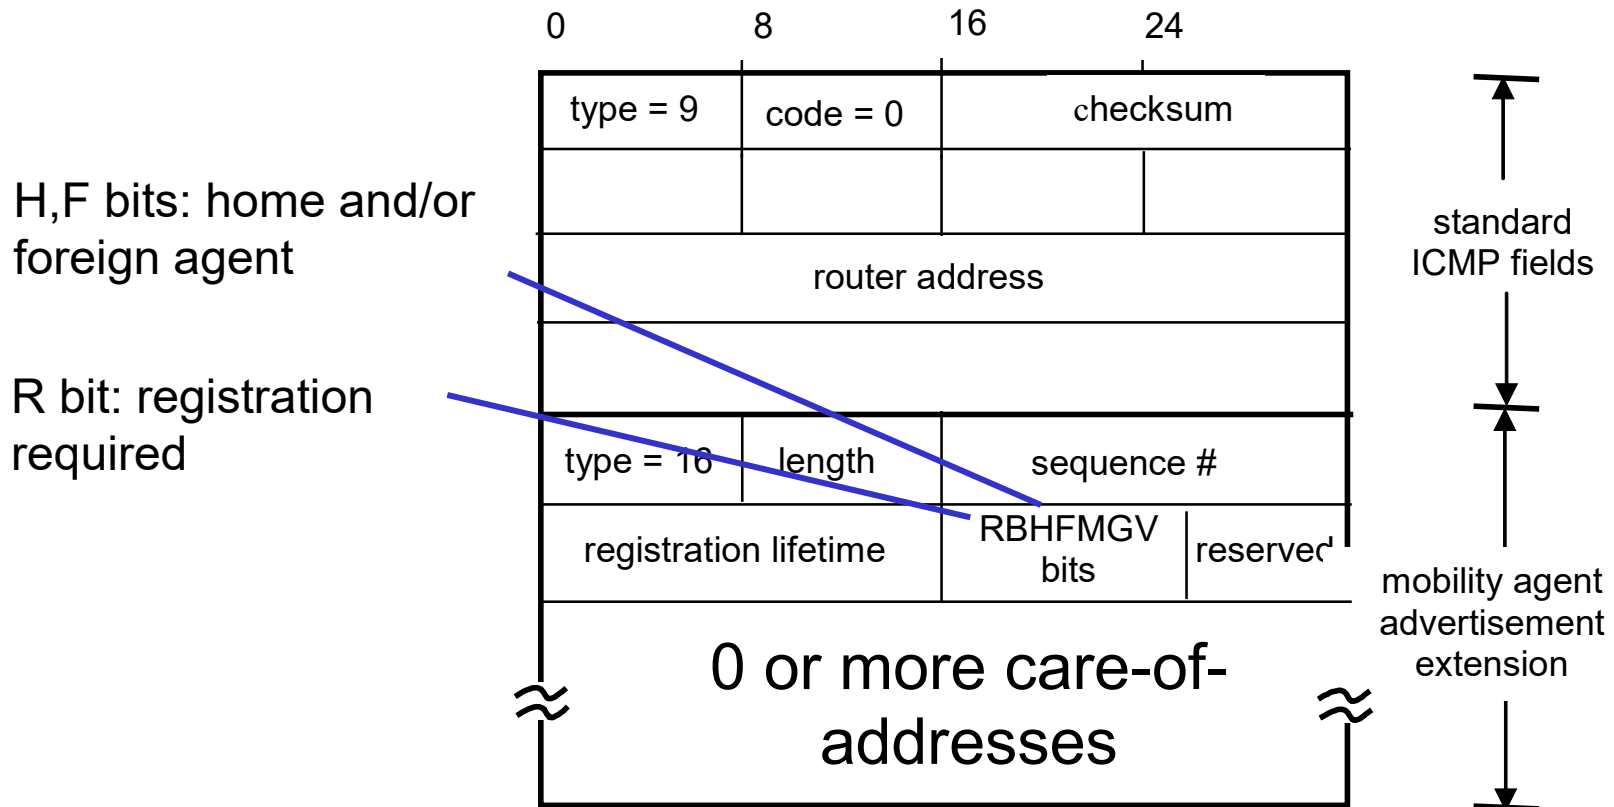 0 8 16 24
type = 9 code = 0 checksum
H,F bits: home and/or
foreign agent
standard
ICMP fields
router address
R bit: registration
required
type = 16 length sequence #
registration lifetime
RBHFMGV
bits
reserved
mobility agent
advertisement
extension
0 or more care-of-
addresses